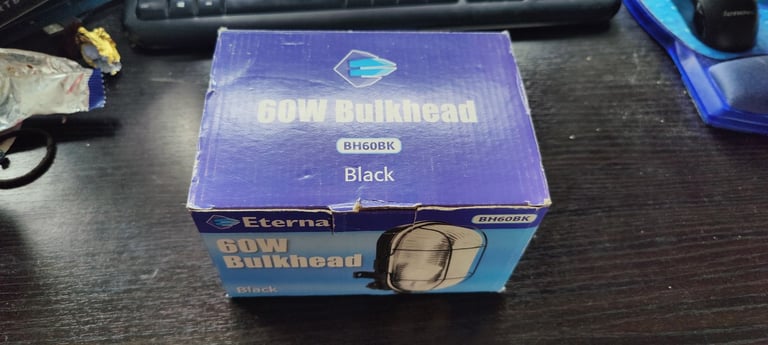 60W Bulkhead
BH60BK
Black
Eterna
BH60BK
60W
Bulkhead
Black